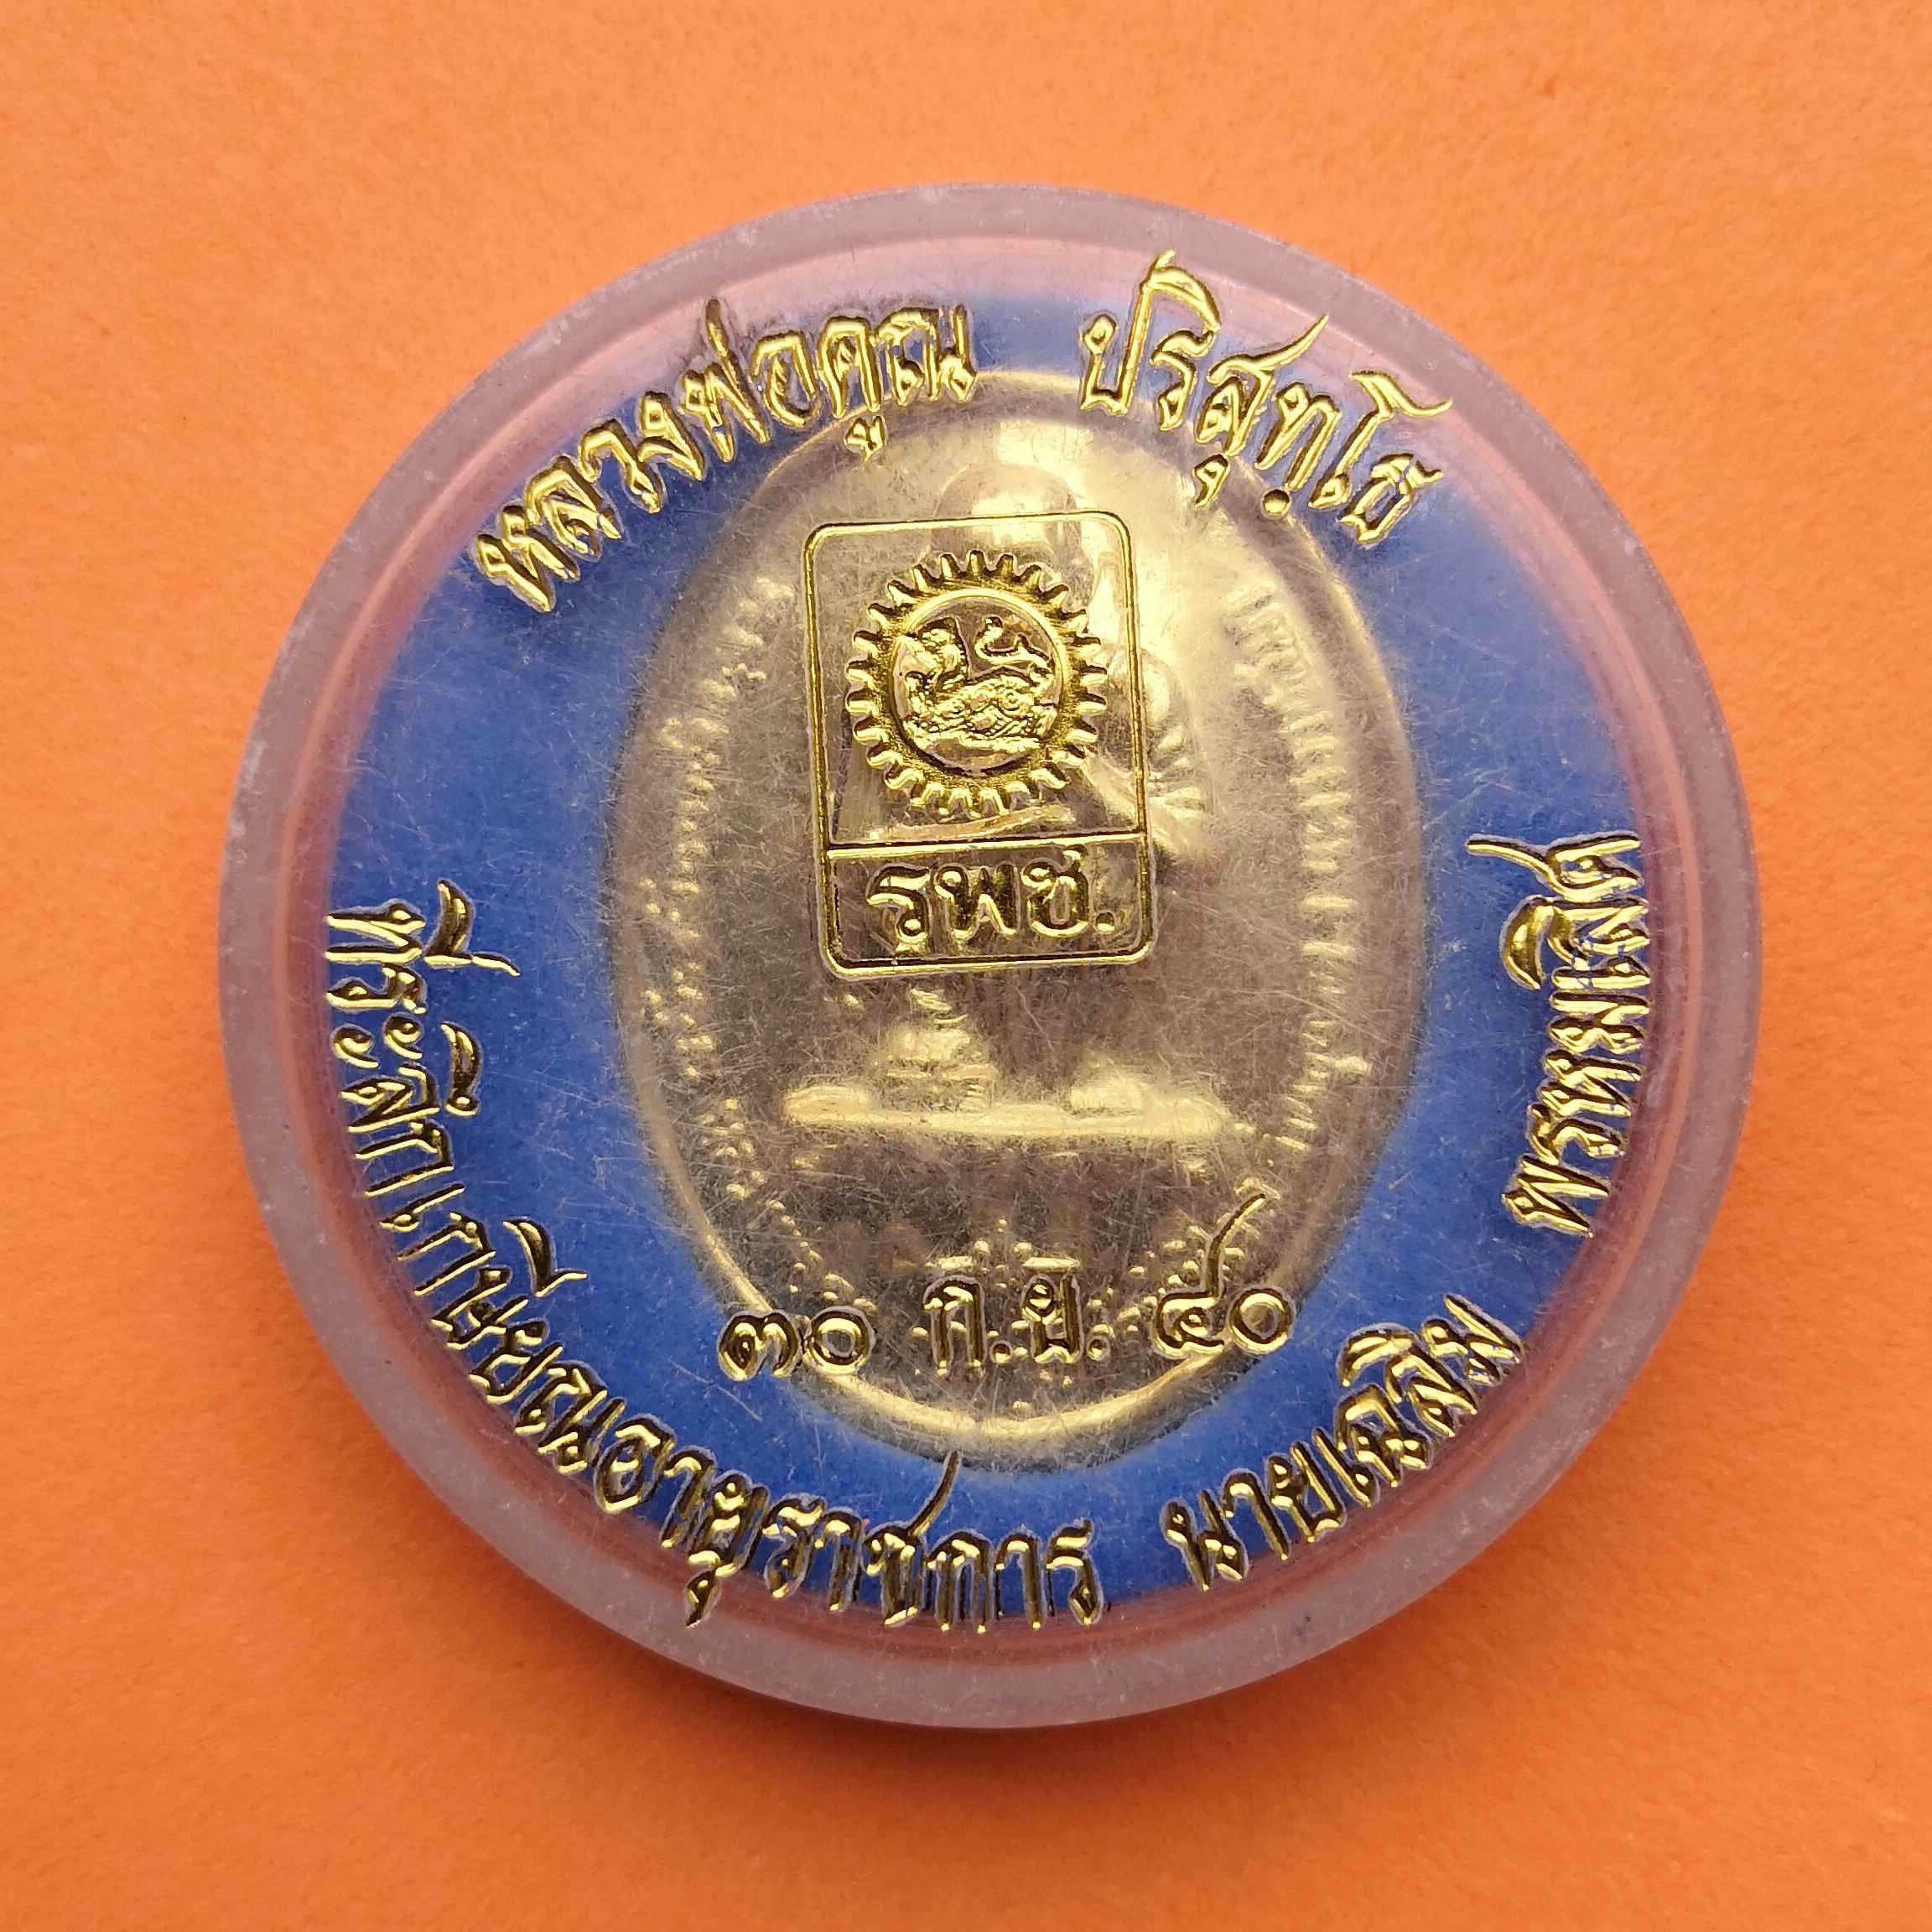 หลวงพ่อคูณ ปริสุทฺโธ
รพช.
๓๐ ก.ย. ๔๐
ที่ระลึกเกษียณอายุราชการ นายเฉลิม พรหมเลิศ